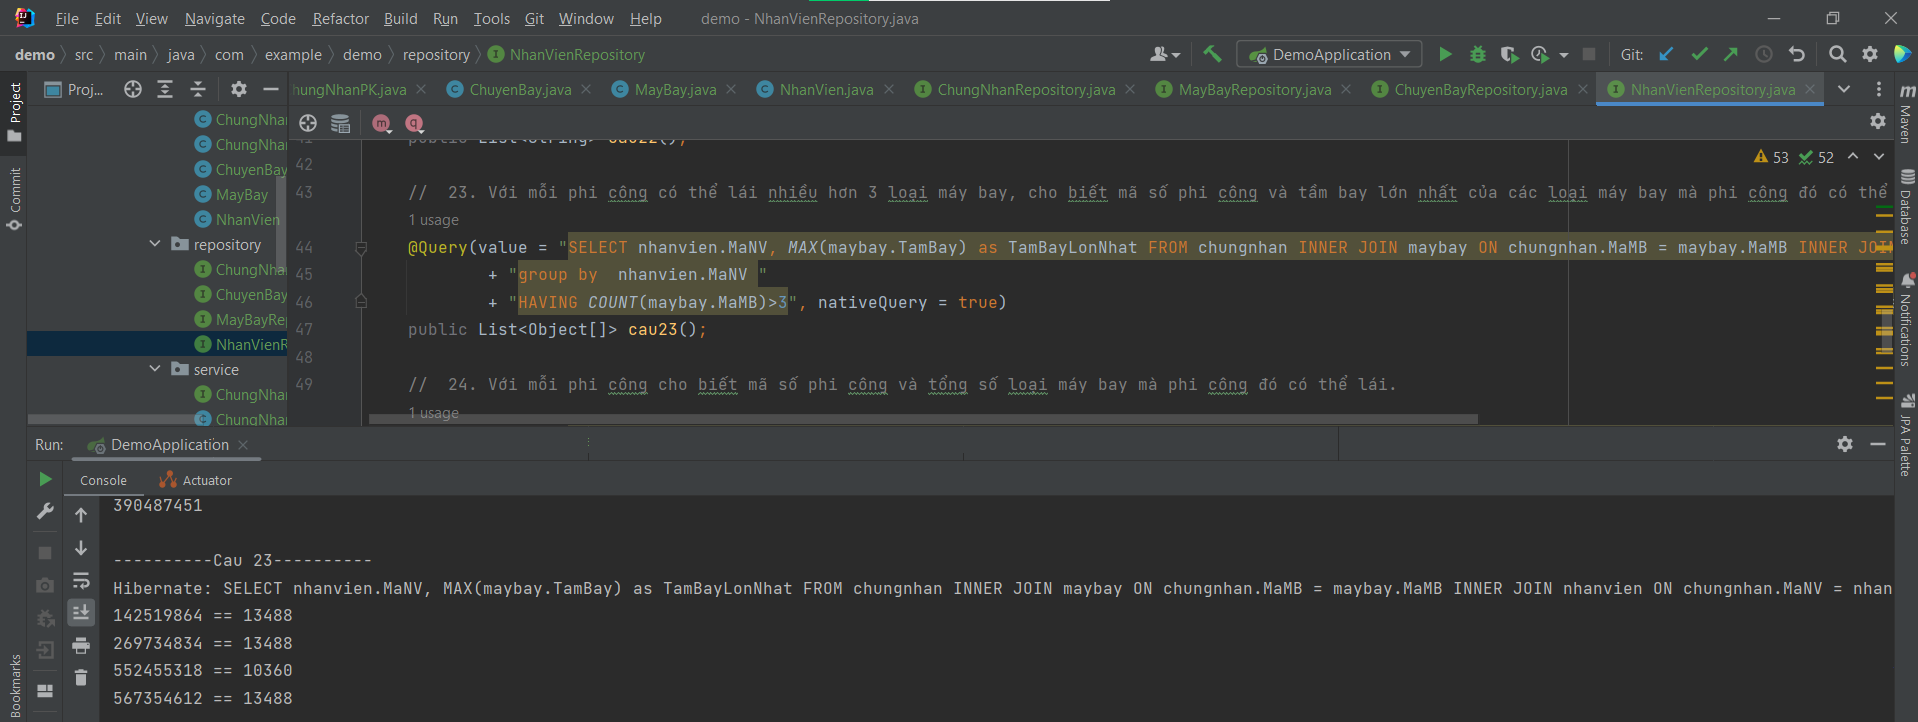 File Edit View Navigate Code Refactor Build Run Tools Git Window Help demo - NhanVienRepository.java
demo src main java com example demo repository NhanVienRepository
DemoApplication Git:
Proj... hungNhanPK.java ChuyenBay.java MayBay.java NhanVien.java ChungNhanRepository.java MayBayRepository.java ChuyenBayRepository.java NhanVienRepository.java
Project
Commit
Bookmarks
ChungNhan
ChungNhan
ChuyenBay
MayBay
NhanVien
repository
ChungNhan
ChuyenBay
MayBayRe
NhanVienR
service
ChungNha
ChungNhar
m q
53 52
41 public List<String> cau22();
42
43 // 23. Với mỗi phi công có thể lái nhiều hơn 3 loại máy bay, cho biết mã số phi công và tầm bay lớn nhất của các loại máy bay mà phi công đó có thể
1 usage
44 @Query(value = "SELECT nhanvien.MaNV, MAX(maybay.TamBay) as TamBayLonNhat FROM chungnhan INNER JOIN maybay ON chungnhan.MaMB = maybay.MaMB INNER JOIN
45 + "group by  nhanvien.MaNV "
46 + "HAVING COUNT(maybay.MaMB)>3", nativeQuery = true)
47 public List<Object[]> cau23();
48
49 // 24. Với mỗi phi công cho biết mã số phi công và tổng số loại máy bay mà phi công đó có thể lái.
1 usage
m Maven
Database
Notifications
JPA Palette
Run: DemoApplication
Console Actuator
390487451
----------Cau 23----------
Hibernate: SELECT nhanvien.MaNV, MAX(maybay.TamBay) as TamBayLonNhat FROM chungnhan INNER JOIN maybay ON chungnhan.MaMB = maybay.MaMB INNER JOIN nhanvien ON chungnhan.MaNV = nhan
142519864 == 13488
269734834 == 13488
552455318 == 10360
567354612 == 13488